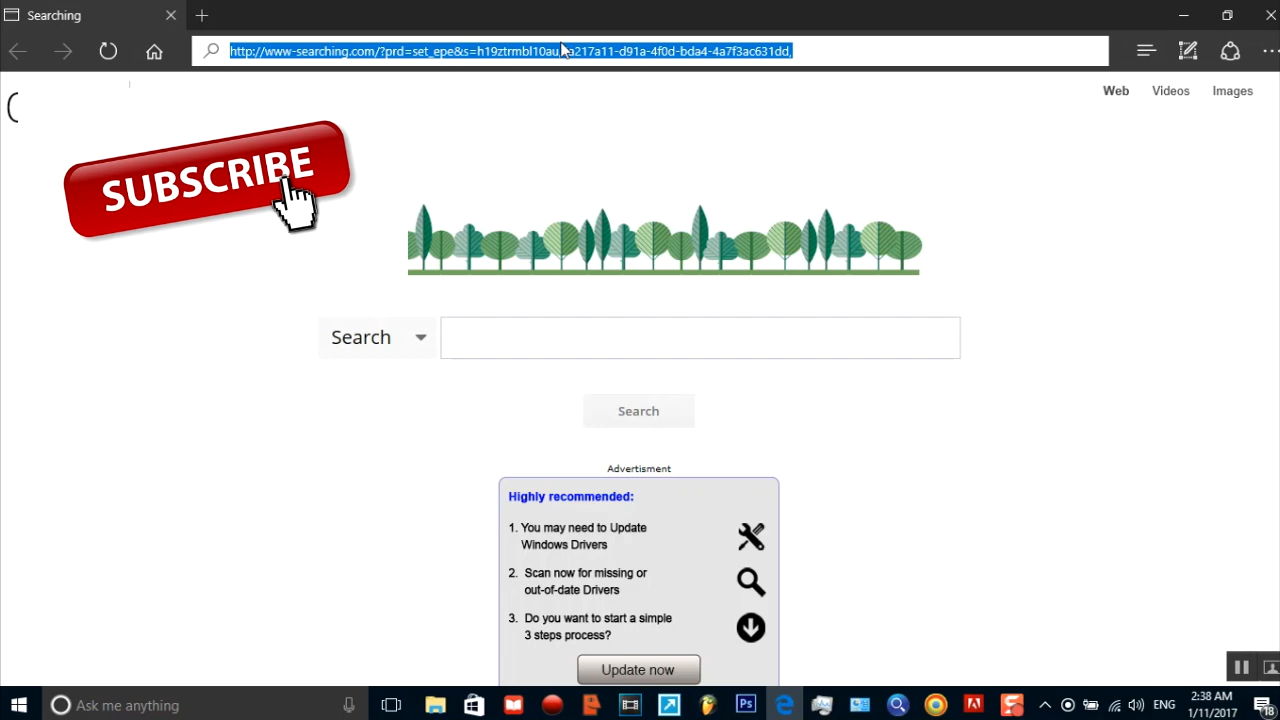 Searching
http://www-searching.com/?prd=set_epe&s=h19ztrmbl10au,
a217a11-d91a-4f0d-bda4-4a7f3ac631dd,
Web Videos Images
SUBSCRIBE
Search
Search
Advertisment
Highly recommended:
1. You may need to Update
Windows Drivers
2. Scan now for missing or
out-of-date Drivers
3. Do you want to start a simple
3 steps process?
Update now
Ask me anything
Ps
ENG
2:38 AM
1/11/2017
18